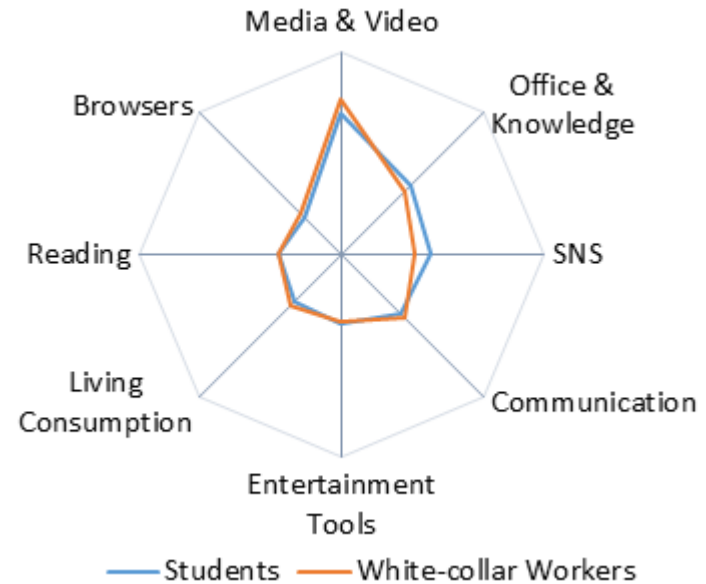 Media & Video
Office &
Knowledge
Browsers
Reading
SNS
Living
Consumption
Communication
Entertainment
Tools
Students
White-collar Workers